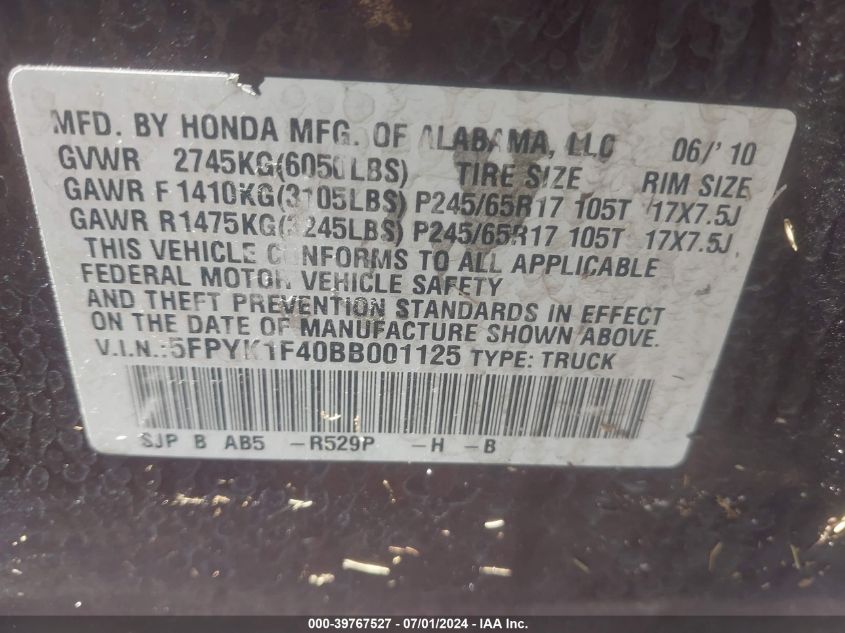 MFD. BY HONDA MFG. OF ALABAMA, LLC 06/'10
GVWR 2745KG(6050LBS) TIRE SIZE RIM SIZE
GAWR F 1410KG(3105LBS) P245/65R17 105T 17X7.5J
GAWR R1475KG(3245LBS) P245/65R17 105T 17X7.5J
THIS VEHICLE CONFORMS TO ALL APPLICABLE
FEDERAL MOTOR VEHICLE SAFETY
AND THEFT PREVENTION STANDARDS IN EFFECT
ON THE DATE OF MANUFACTURE SHOWN ABOVE.
V.I.N.:5FPYK1F40BB001125 TYPE: TRUCK
SJP B AB5 -R529P -H -B
000-39767527 - 07/01/2024 - IAA Inc.